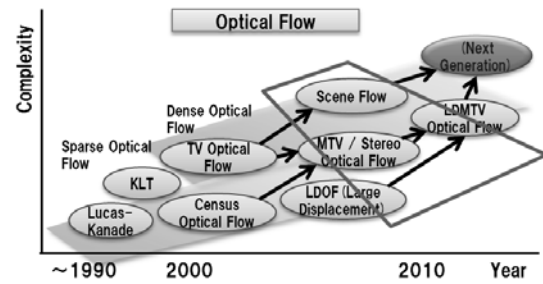 Optical Flow
Complexity
(Next
Generation)
Scene Flow
Dense Optical
Flow
LDMTV
Optical Flow
Sparse Optical
Flow
TV Optical
Flow
MTV / Stereo
Optical Flow
KLT
LDOF (Large
Displacement)
Lucas-
Kanade
Census
Optical Flow
~1990
2000
2010
Year